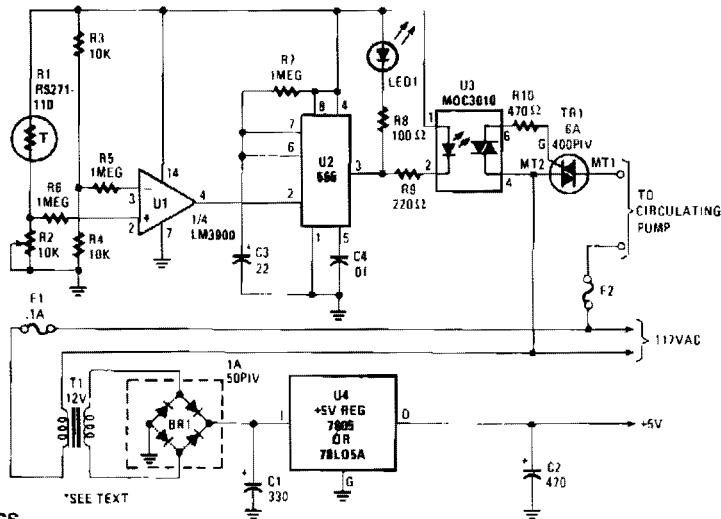 R3
10K
R1
RS271-
110
T
R7
1MEG
LED1
R8
100Ω
U3
MOC3010
R10
470Ω
TR1
6A
400PIV
R5
1MEG
R6
1MEG
R2
10K
R4
10K
U1
1/4
LM3900
14
3
2
4
7
+
8
4
7
6
2
3
1
5
U2
555
R9
220Ω
1
2
6
4
G
MT2
MT1
TO
CIRCULATING
PUMP
C3
22
+
C4
.01
F1
.1A
F2
117VAC
T1
12V
1A
50PIV
BR1
U4
+5V REG
7805
OR
78L05A
I
O
G
+5V
+
C1
330
+
C2
470
*SEE TEXT